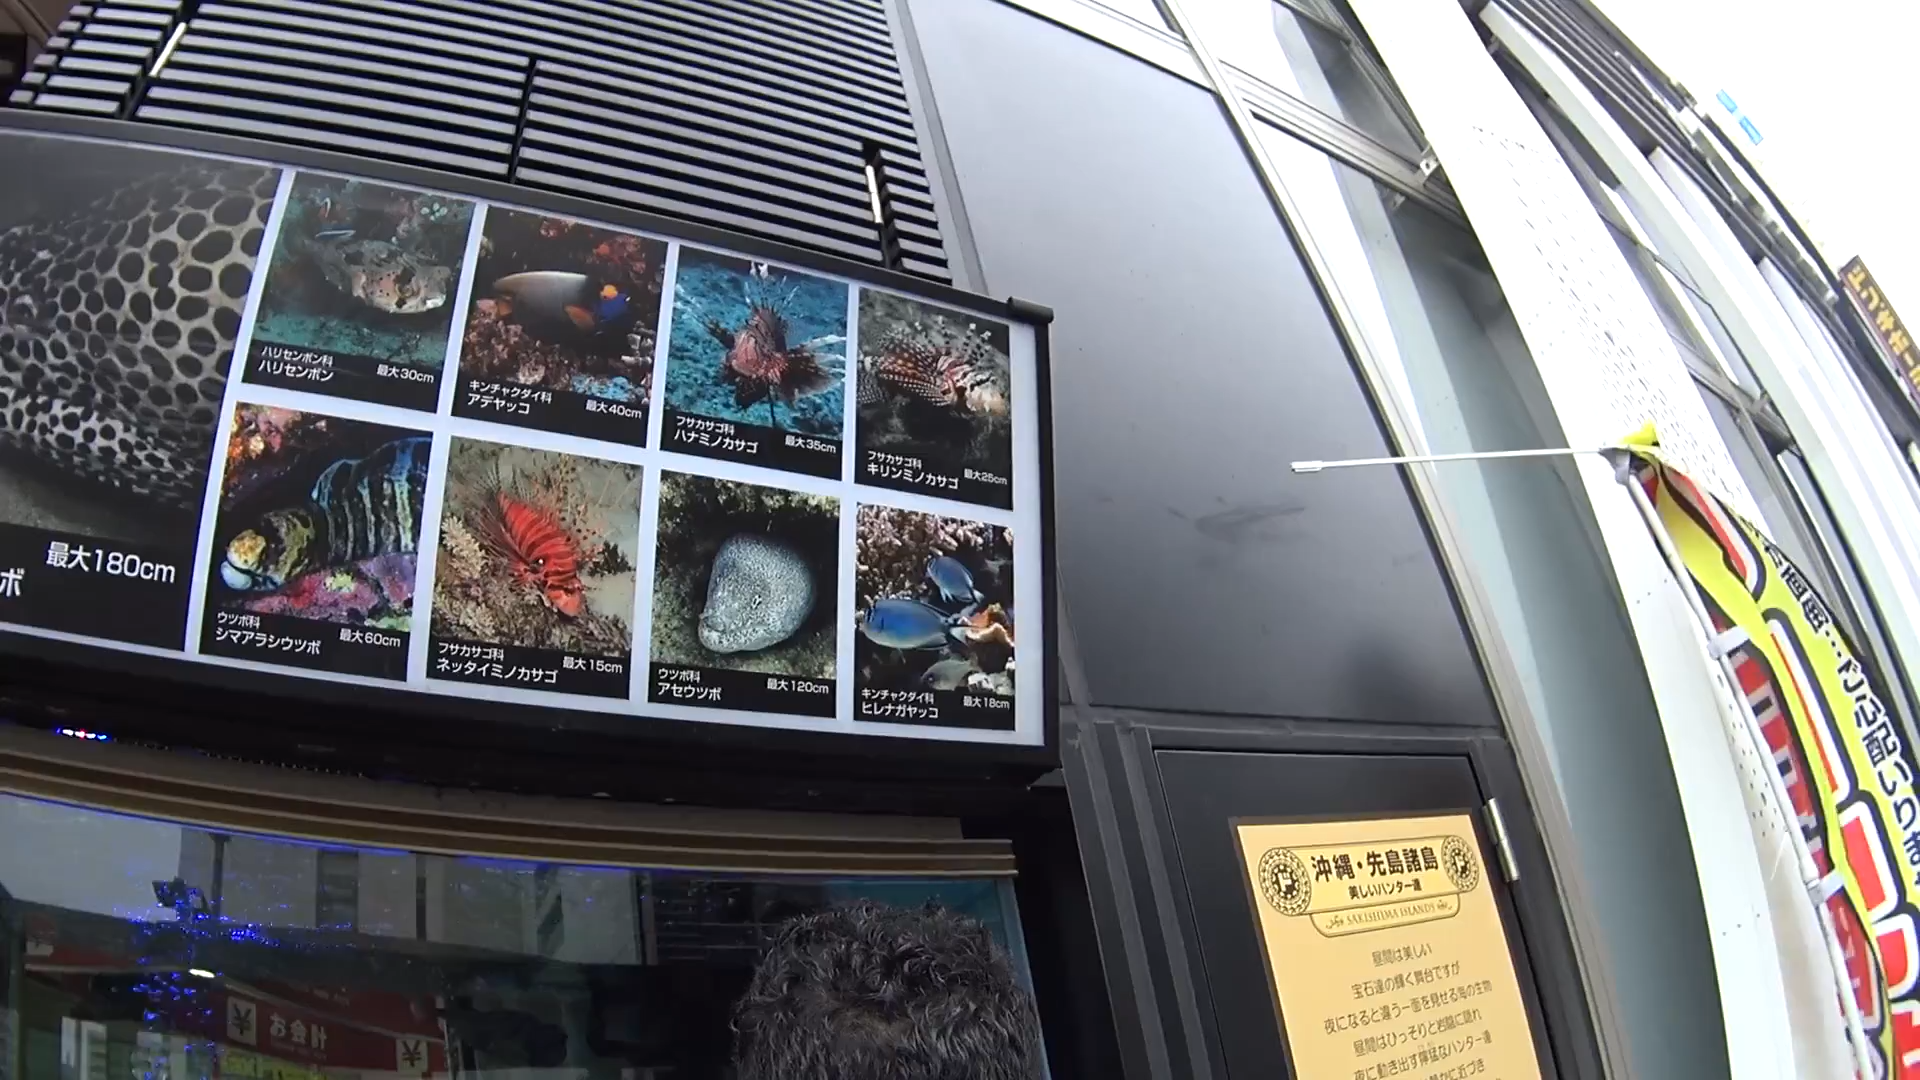 ボ
最大180cm
ハリセンボン科
ハリセンボン
最大30cm
キンチャクダイ科
アデヤッコ
最大40cm
フサカサゴ科
ハナミノカサゴ
最大35cm
フサカサゴ科
キリンミノカサゴ
最大25cm
ウツボ科
シマアラシウツボ
最大60cm
フサカサゴ科
ネッタイミノカサゴ
最大15cm
ウツボ科
アセウツボ
最大120cm
キンチャクダイ科
ヒレナガヤッコ
最大18cm
沖縄・先島諸島
美しいハンター達
SAKISHIMA ISLANDS
昼間は美しい
宝石達の輝く舞台ですが
夜になると違う一面を見せる海の生物
昼間はひっそりと岩陰に隠れ
夜に動き出す獰猛なハンター達
に近づき
お会計